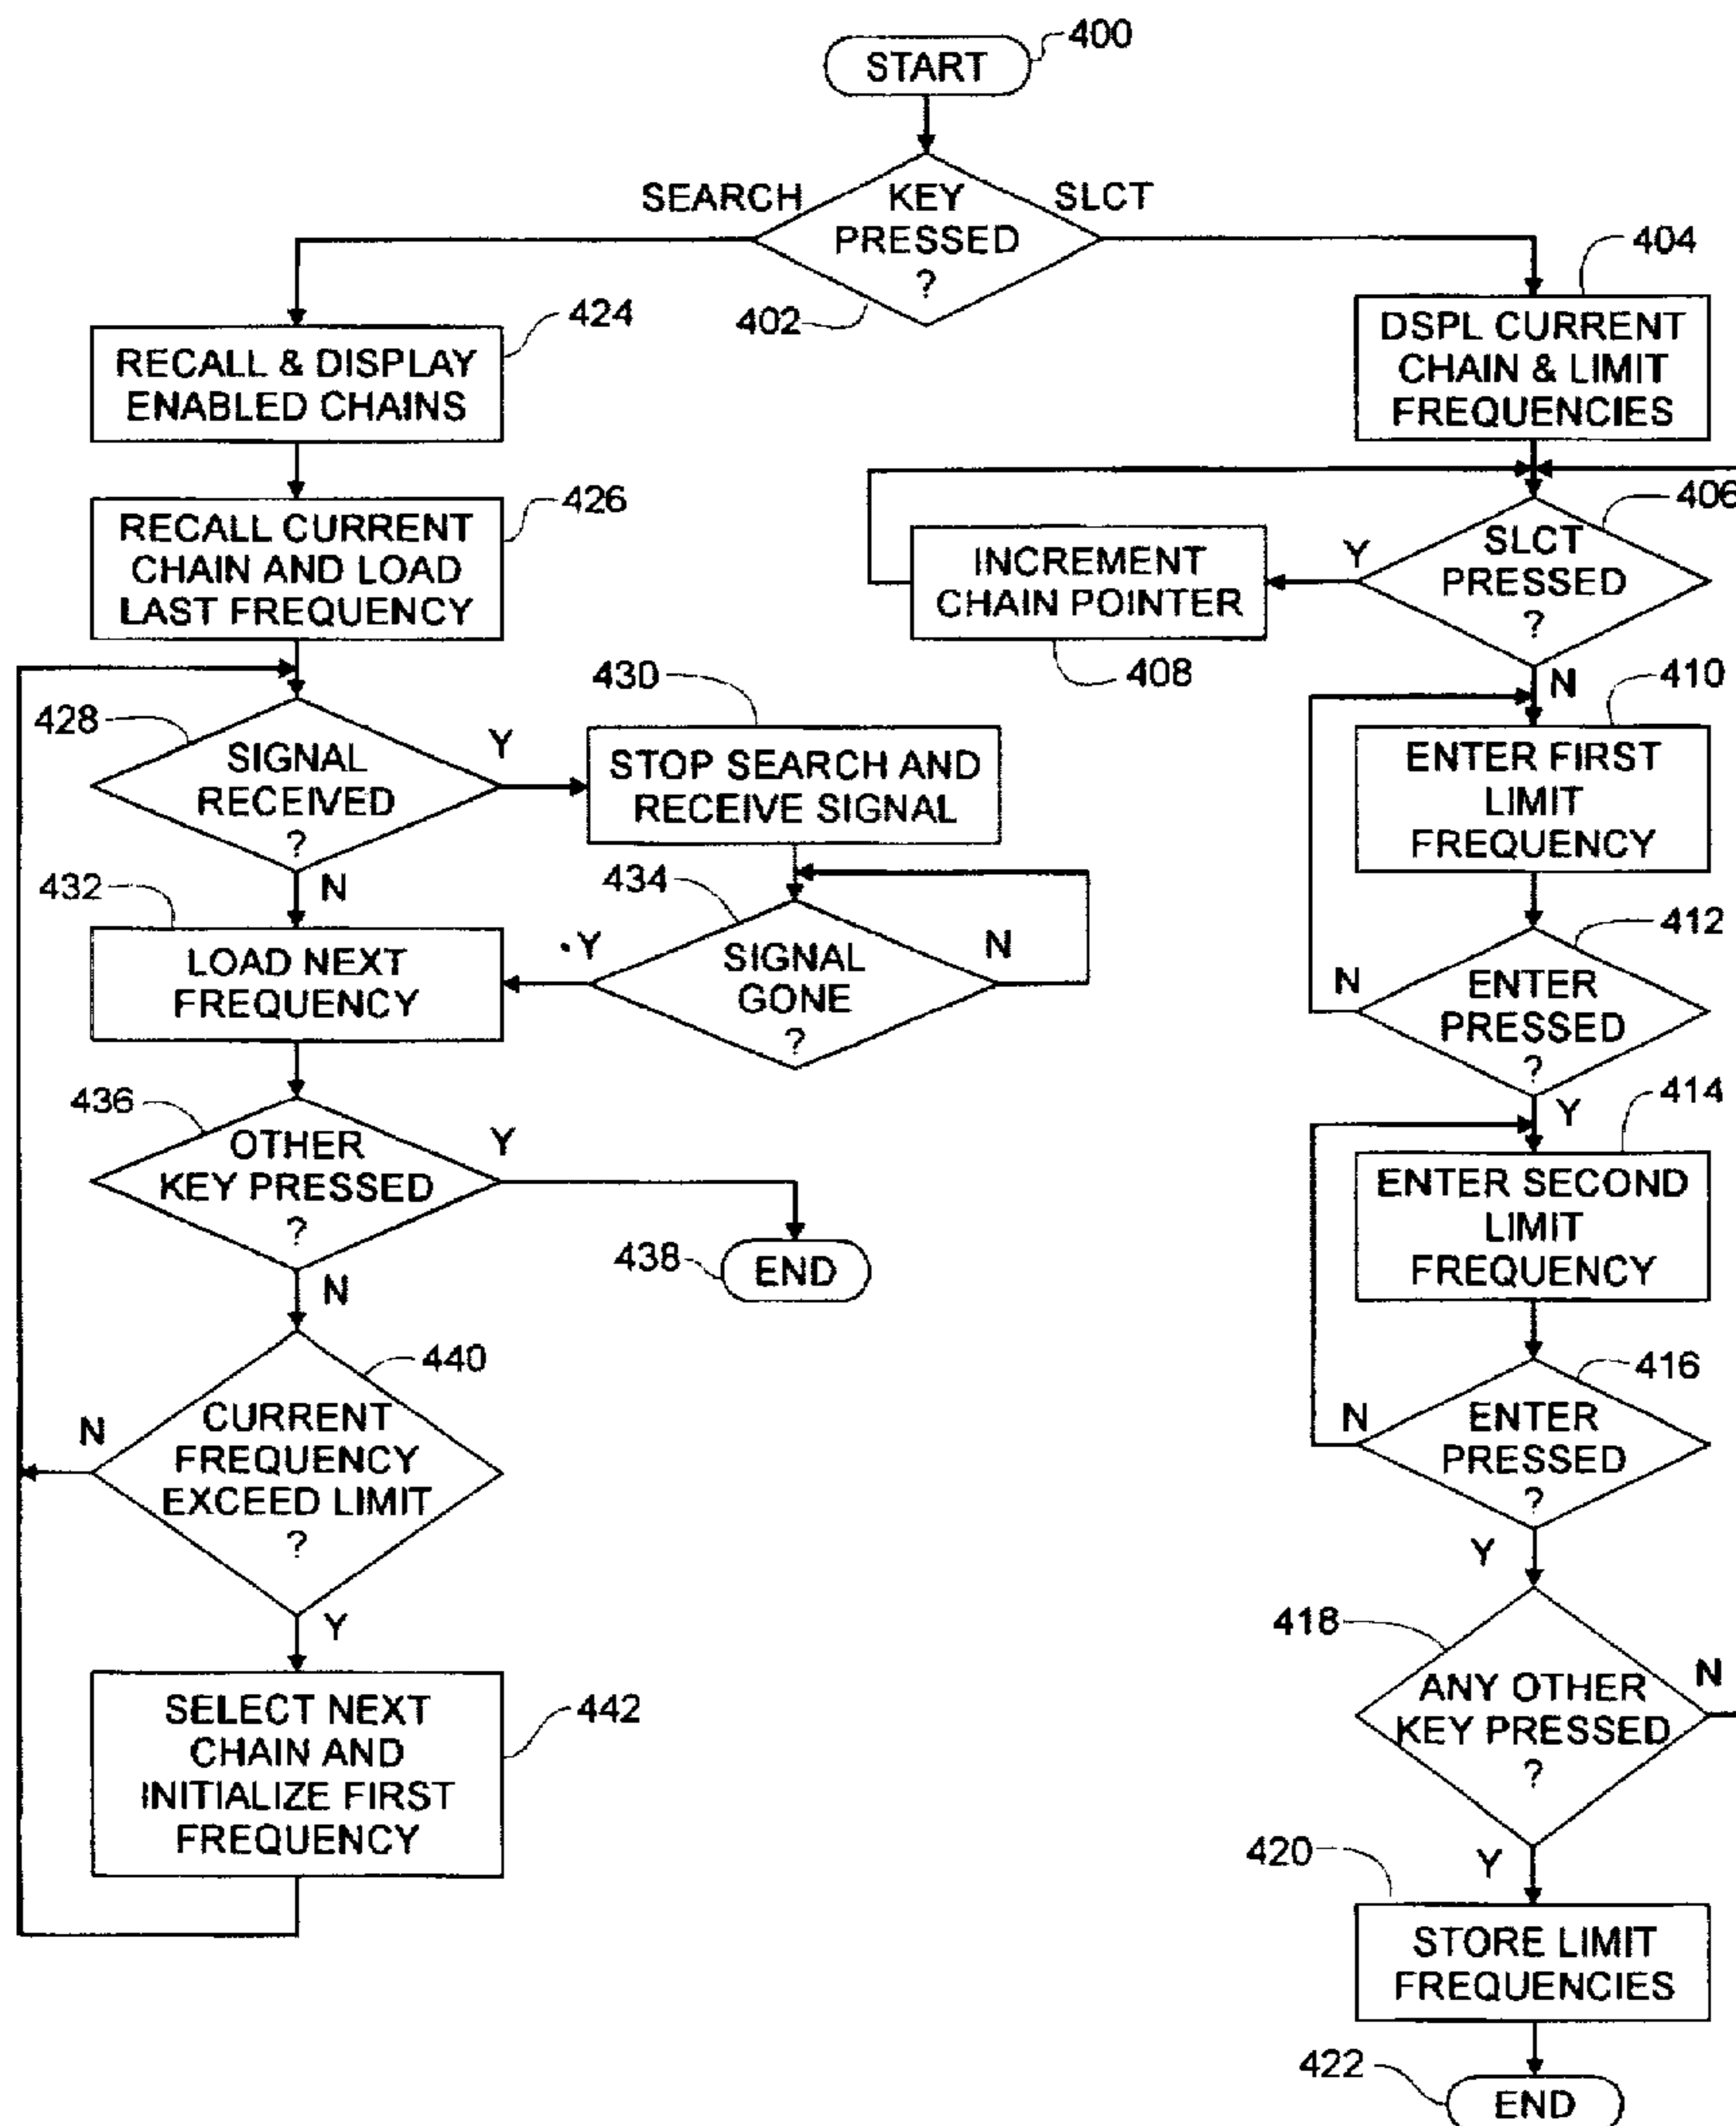 START
400
SEARCH
KEY
PRESSED
?
SLCT
402
404
DSPL CURRENT
CHAIN & LIMIT
FREQUENCIES
424
RECALL & DISPLAY
ENABLED CHAINS
426
RECALL CURRENT
CHAIN AND LOAD
LAST FREQUENCY
406
SLCT
PRESSED
?
Y
INCREMENT
CHAIN POINTER
408
N
428
SIGNAL
RECEIVED
?
Y
430
STOP SEARCH AND
RECEIVE SIGNAL
N
410
ENTER FIRST
LIMIT
FREQUENCY
432
LOAD NEXT
FREQUENCY
434
Y
SIGNAL
GONE
?
N
412
N
ENTER
PRESSED
?
Y
436
OTHER
KEY PRESSED
?
Y
438
END
N
414
ENTER SECOND
LIMIT
FREQUENCY
440
N
CURRENT
FREQUENCY
EXCEED LIMIT
?
Y
416
N
ENTER
PRESSED
?
Y
442
SELECT NEXT
CHAIN AND
INITIALIZE FIRST
FREQUENCY
418
ANY OTHER
KEY PRESSED
?
N
Y
420
STORE LIMIT
FREQUENCIES
422
END